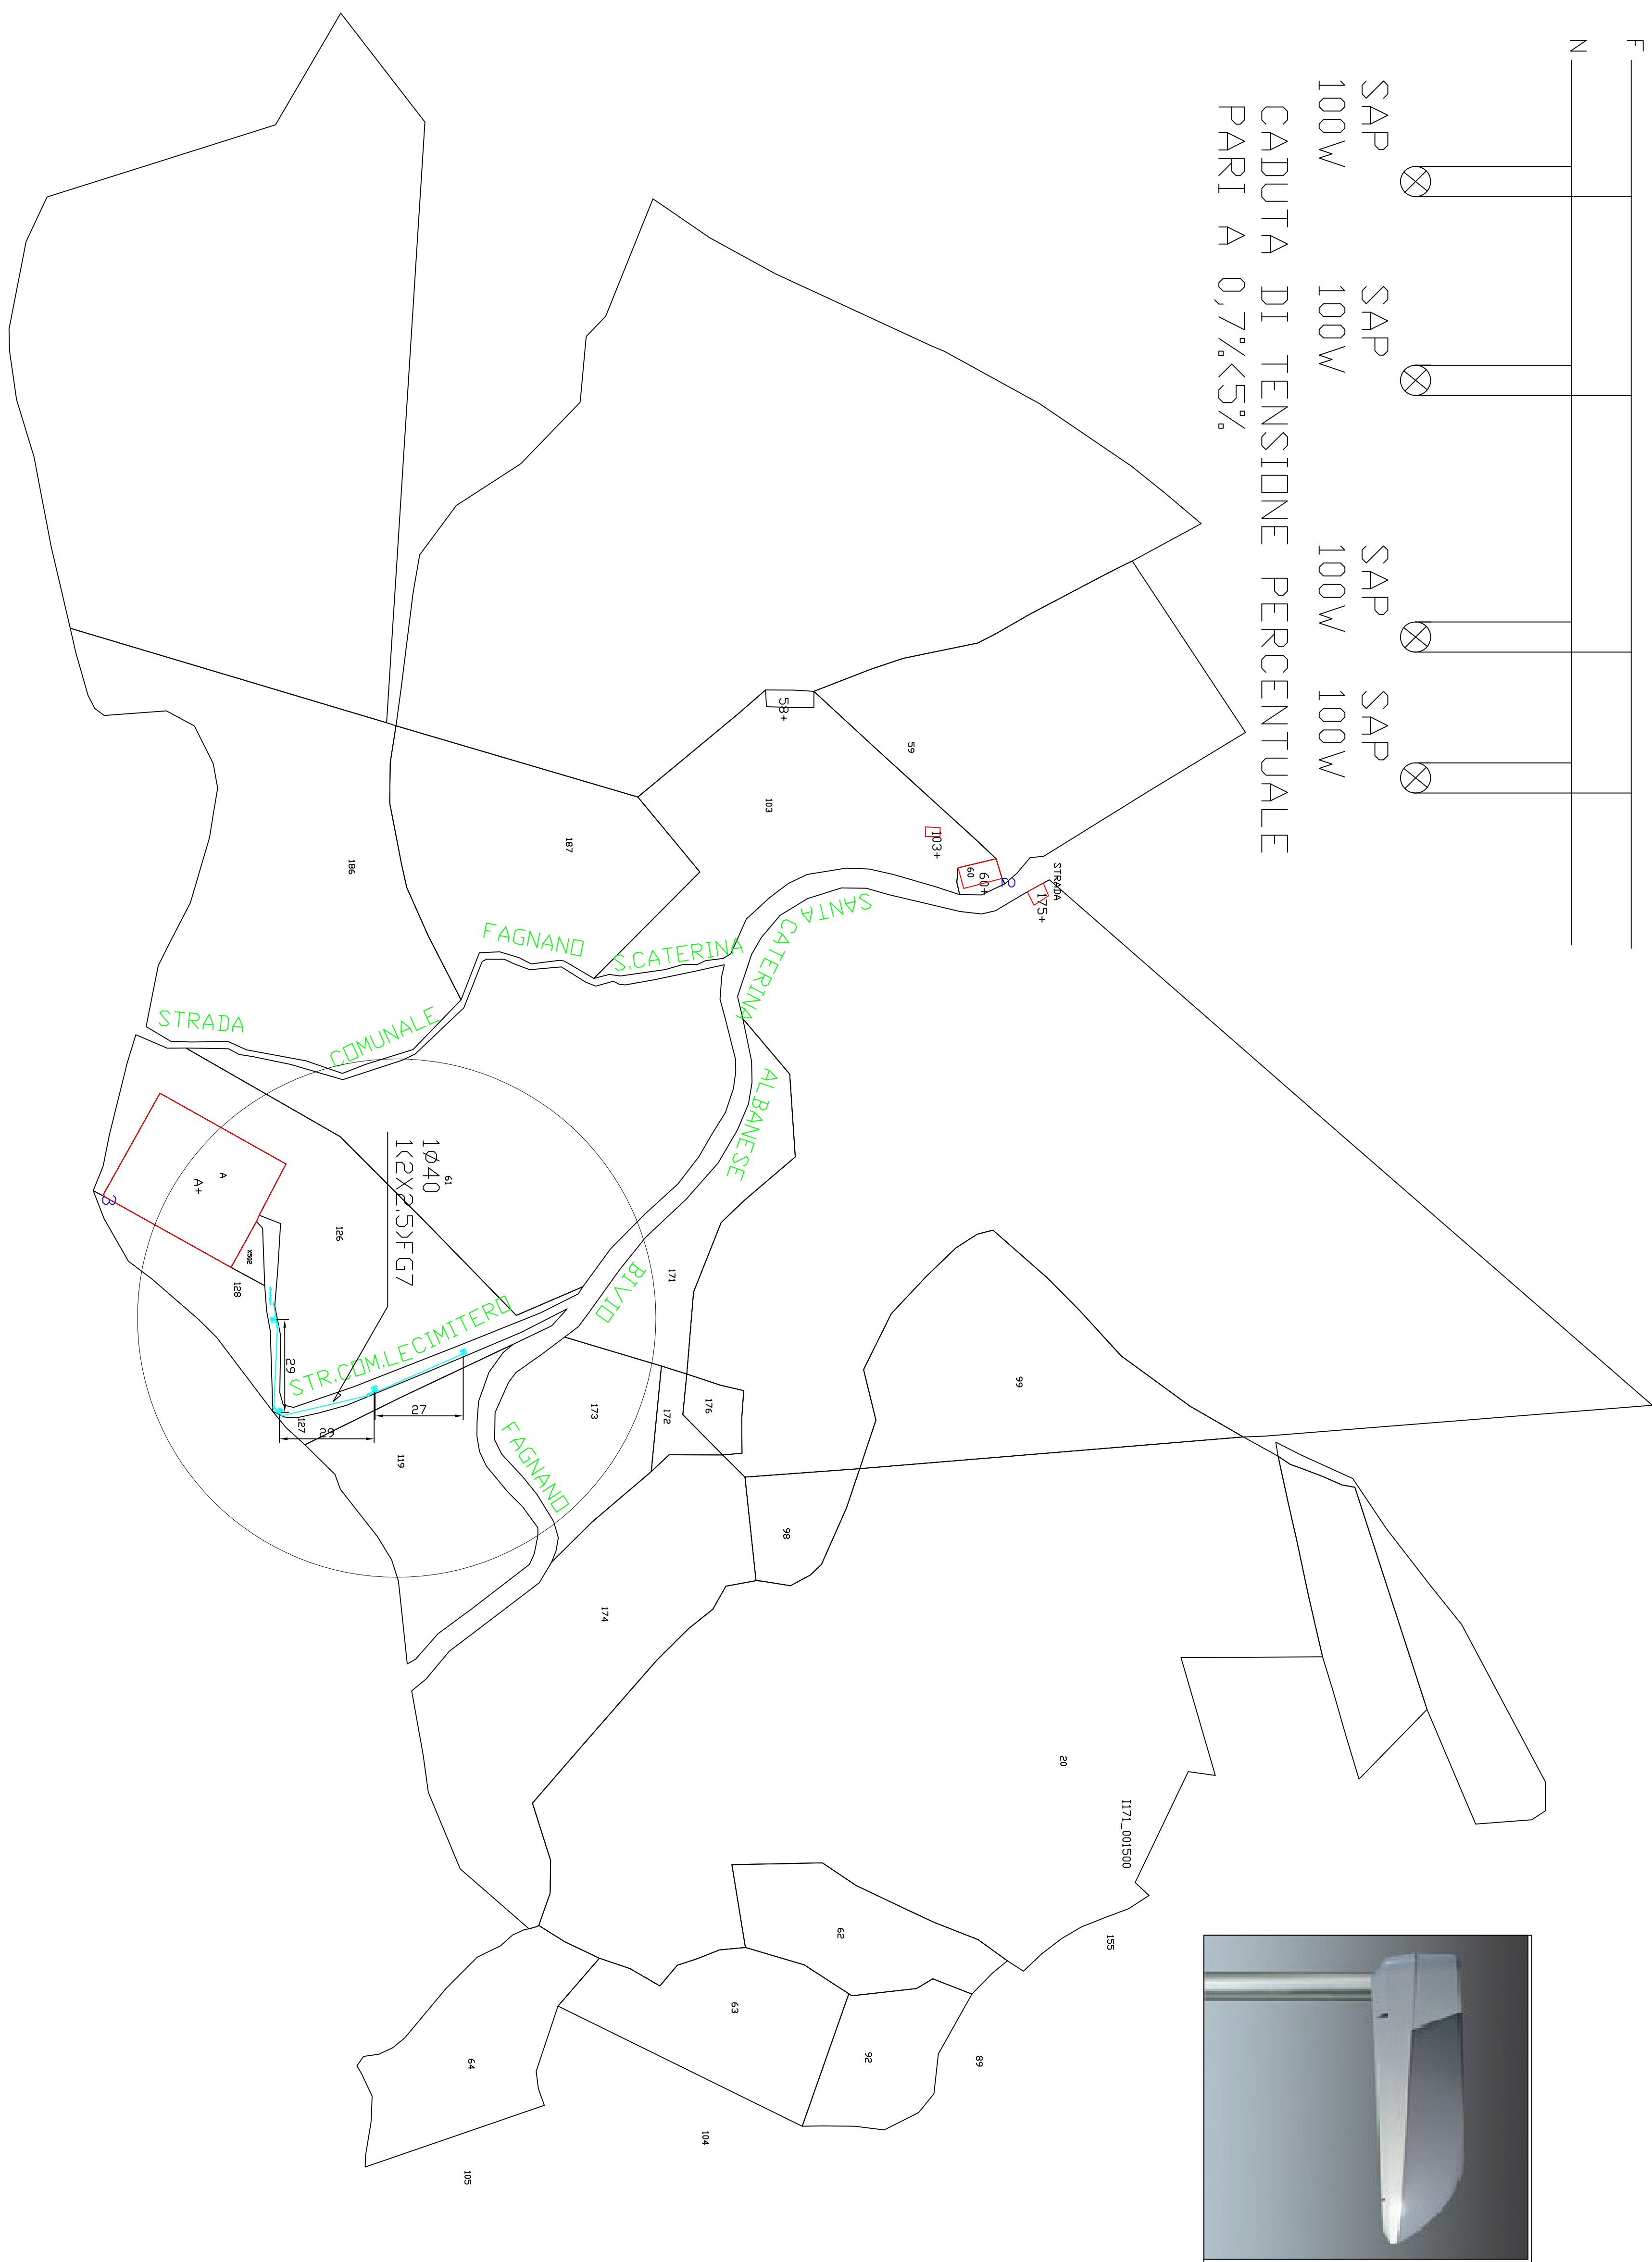 F
N
SAP
100W
SAP
100W
SAP
100W
SAP
100W
CADUTA DI TENSIONE PERCENTUALE
PARI A 0,7%<5%
58+
59
103
103+
60
60+
STRADA
175+
187
186
SANTA CATERINA
ALBANESE
BIVIO
FAGNANO
STRADA
COMUNALE
FAGNANO
S.CATERINA
61
1Ø40
1(2X2.5)FG7
A
A+
126
X502
128
29
STR.COM.LECIMITERO
27
29
127
119
171
173
172
176
99
98
174
20
I171_001500
155
62
63
92
89
64
104
105